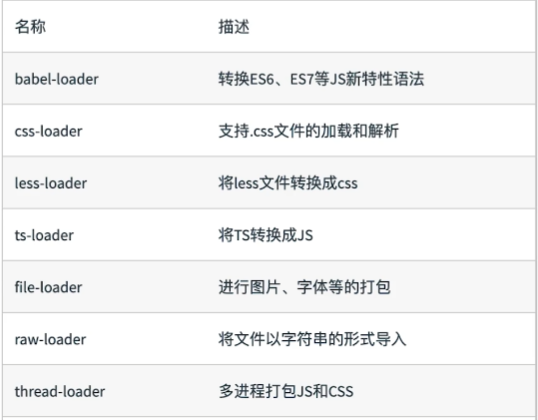 名称 描述
babel-loader 转换ES6、ES7等JS新特性语法
css-loader 支持.css文件的加载和解析
less-loader 将less文件转换成css
ts-loader 将TS转换成JS
file-loader 进行图片、字体等的打包
raw-loader 将文件以字符串的形式导入
thread-loader 多进程打包JS和CSS